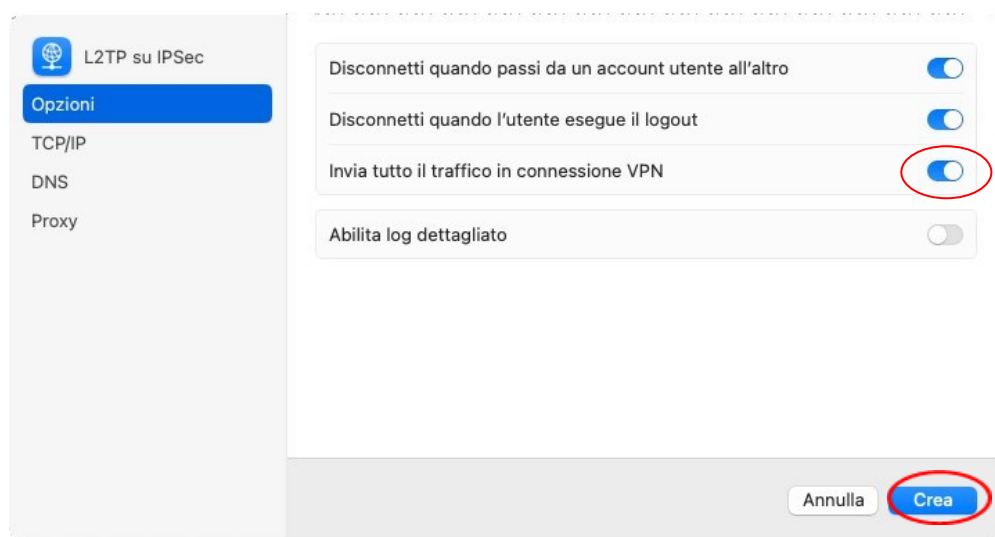 L2TP su IPSec
Opzioni
TCP/IP
DNS
Proxy
Disconnetti quando passi da un account utente all'altro
Disconnetti quando l'utente esegue il logout
Invia tutto il traffico in connessione VPN
Abilita log dettagliato
Annulla
Crea